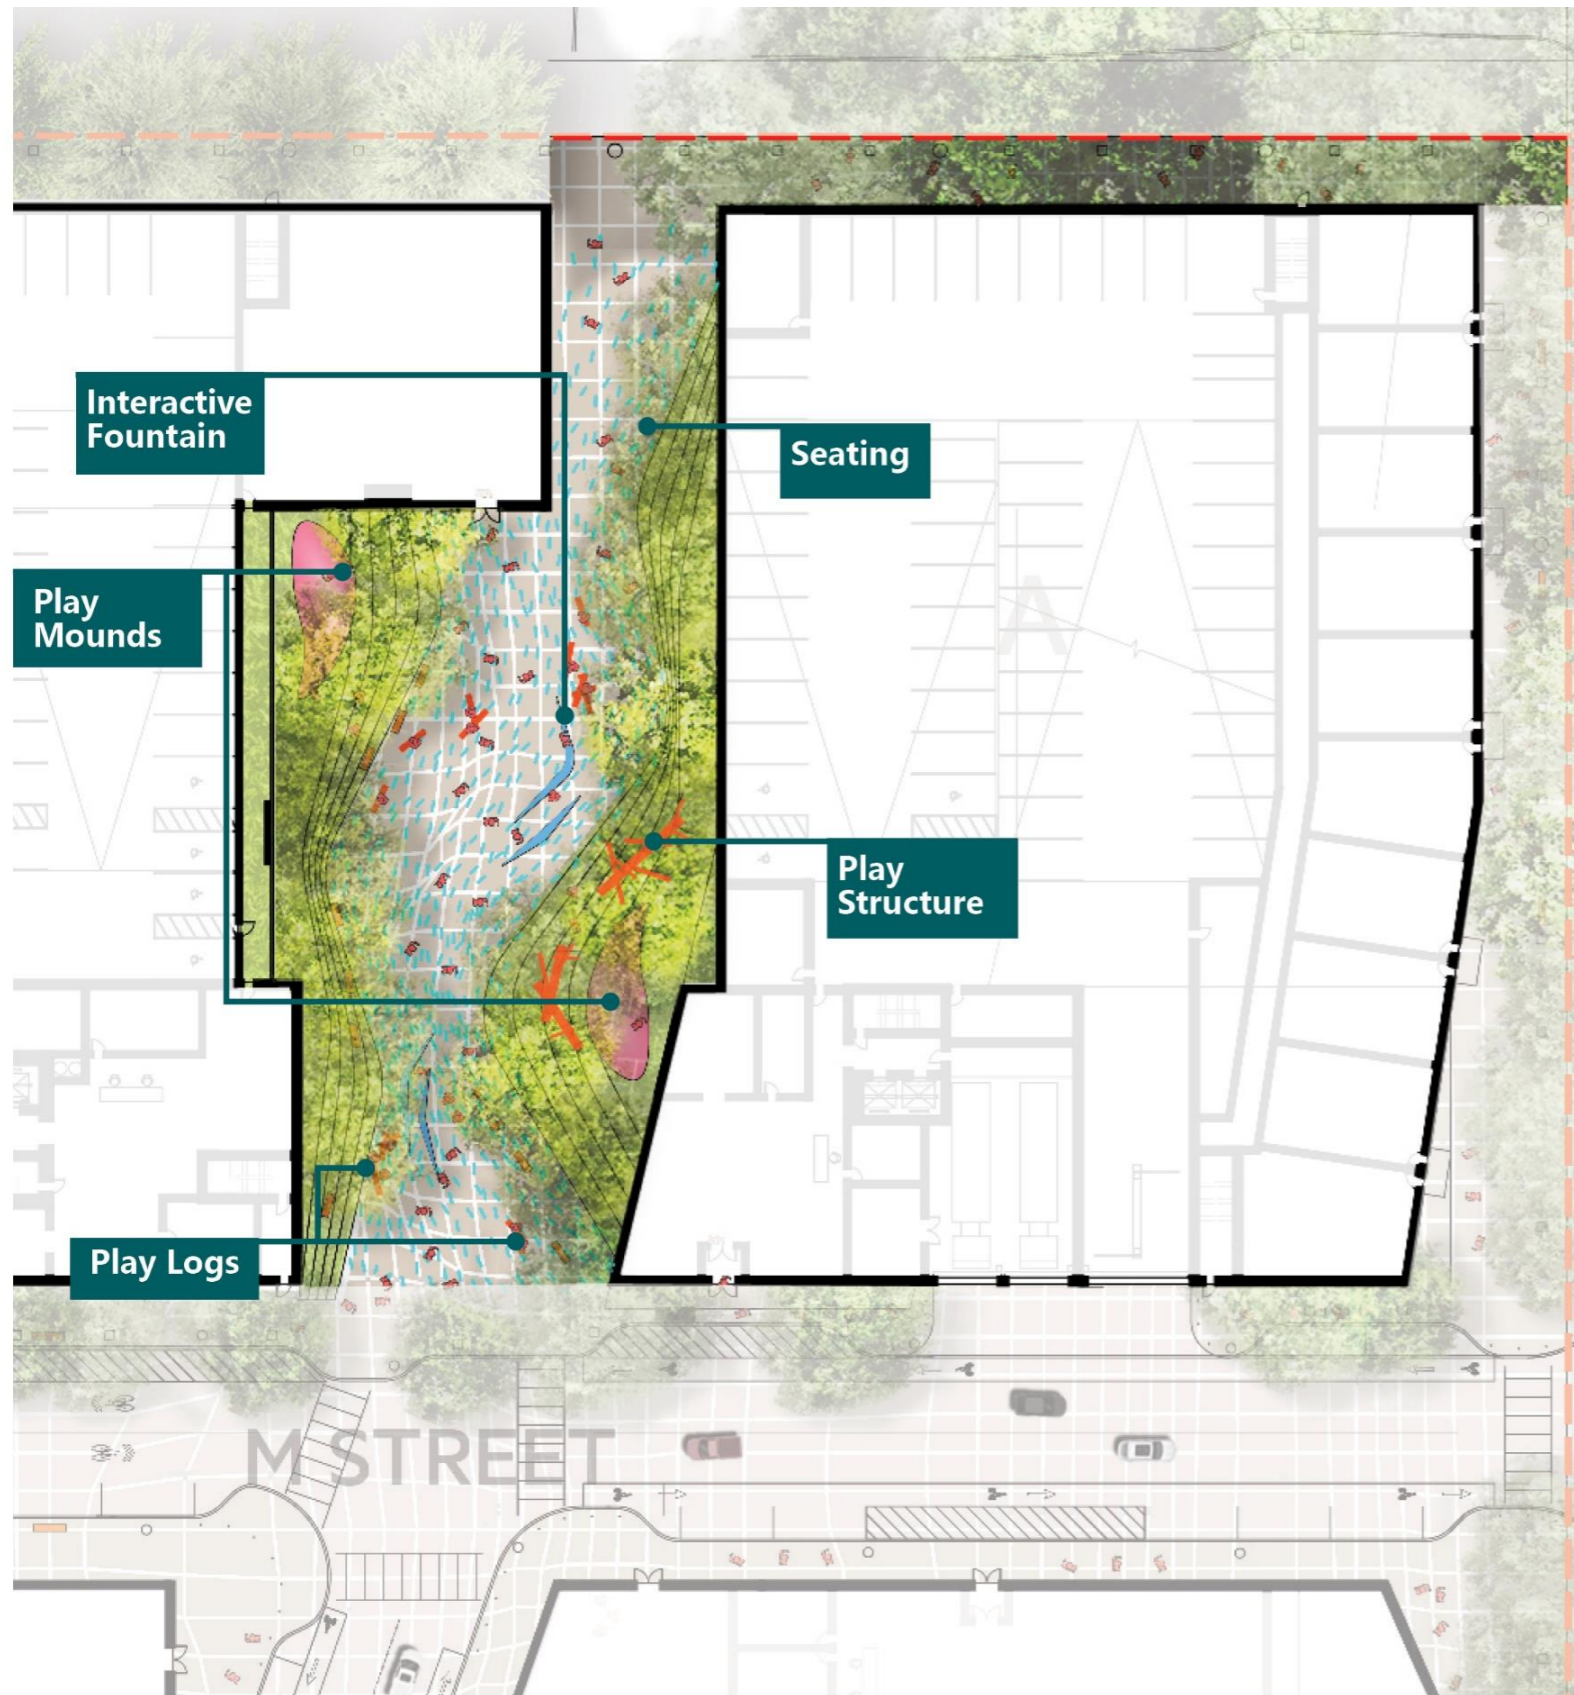 Interactive
Fountain
Seating
Play
Mounds
A
Play
Structure
Play Logs
M STREET